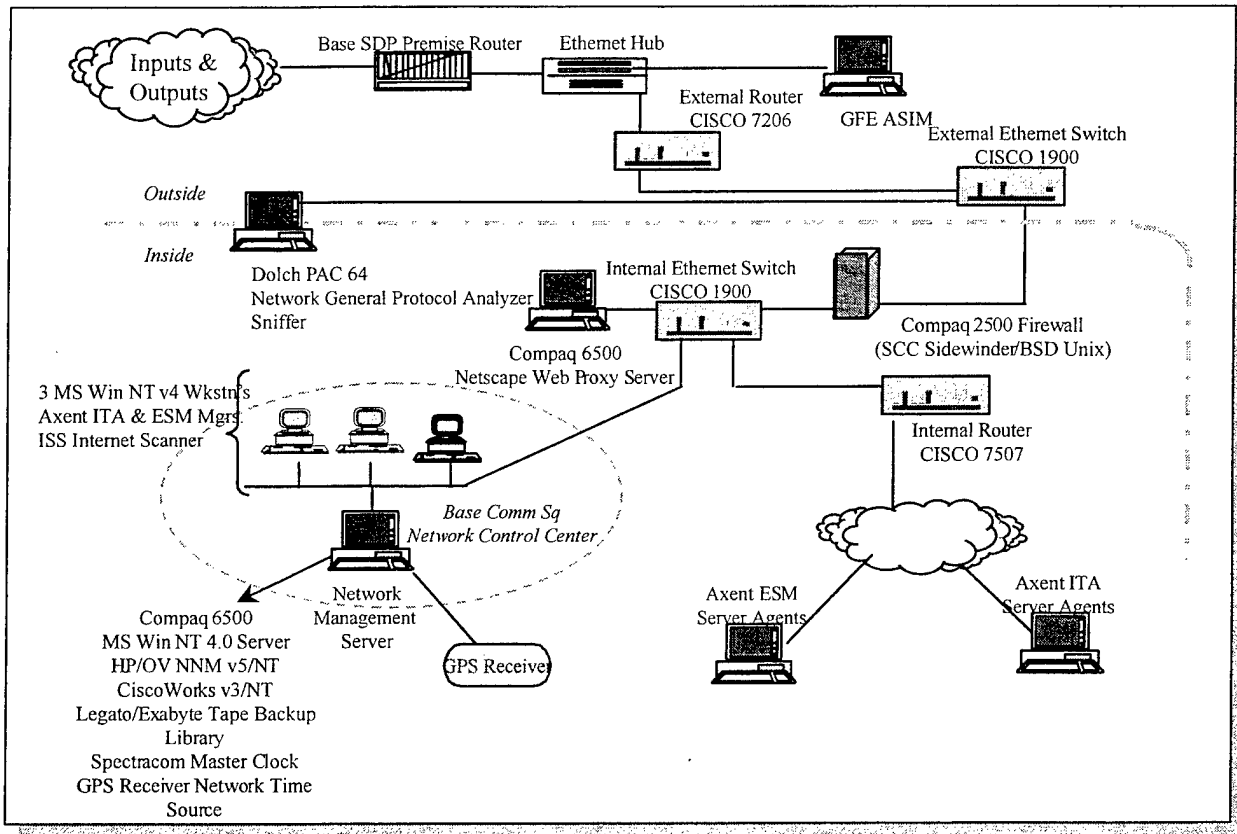 Inputs &
Outputs
Base SDP Premise Router
Ethernet Hub
External Router
CISCO 7206
GFE ASIM
External Ethernet Switch
CISCO 1900
Outside
Inside
Dolch PAC 64
Network General Protocol Analyzer
Sniffer
Internal Ethernet Switch
CISCO 1900
Compaq 6500
Netscape Web Proxy Server
Compaq 2500 Firewall
(SCC Sidewinder/BSD Unix)
3 MS Win NT v4 Wkstn's
Axent ITA & ESM Mgrs.
ISS Internet Scanner
Internal Router
CISCO 7507
Base Comm Sq
Network Control Center
Network
Management
Server
GPS Receiver
Axent ESM
Server Agents
Axent ITA
Server Agents
Compaq 6500
MS Win NT 4.0 Server
HP/OV NNM v5/NT
CiscoWorks v3/NT
Legato/Exabyte Tape Backup
Library
Spectracom Master Clock
GPS Receiver Network Time
Source